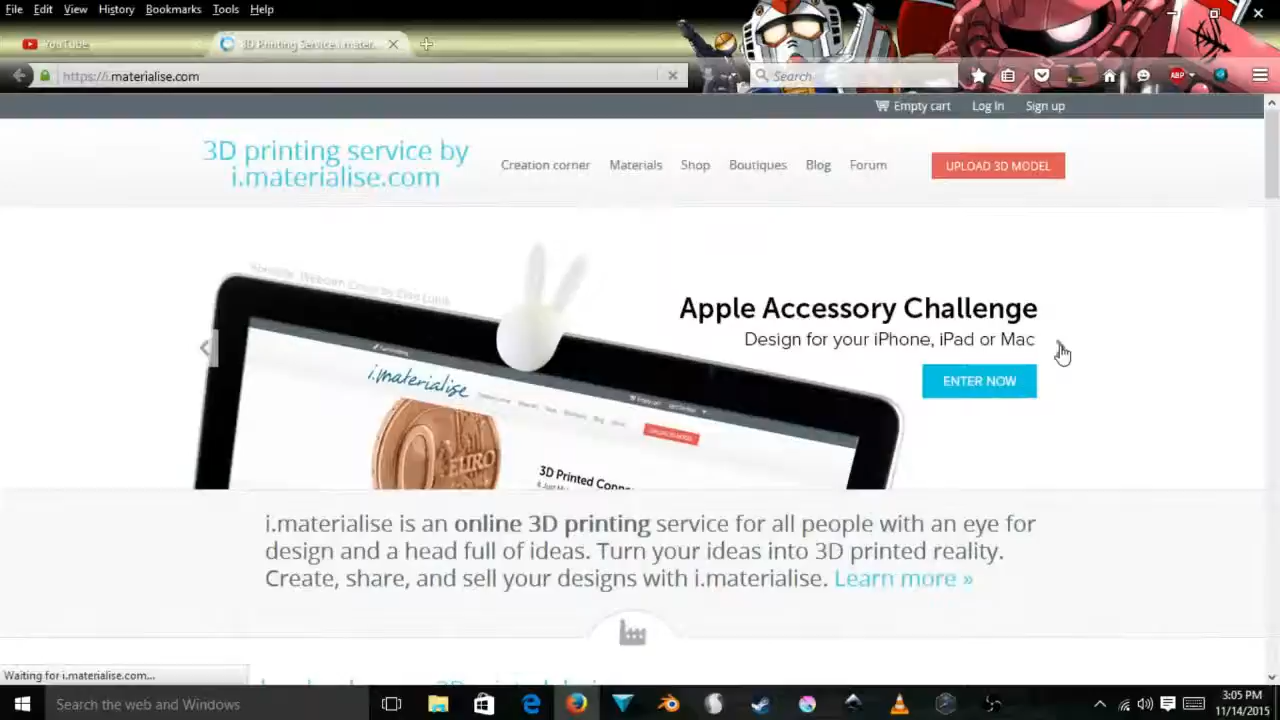 File Edit View History Bookmarks Tools Help
YouTube
3D Printing Service i.mater...
https://i.materialise.com
Search
ABP
Empty cart Log In Sign up
3D printing service by
i.materialise.com
Creation corner Materials Shop Boutiques Blog Forum
UPLOAD 3D MODEL
Apple Accessory Challenge
Design for your iPhone, iPad or Mac
ENTER NOW
i.materialise
EURO
3D Printed
i.materialise is an online 3D printing service for all people with an eye for
design and a head full of ideas. Turn your ideas into 3D printed reality.
Create, share, and sell your designs with i.materialise. Learn more »
Waiting for i.materialise.com...
Search the web and Windows
3:05 PM
11/14/2015